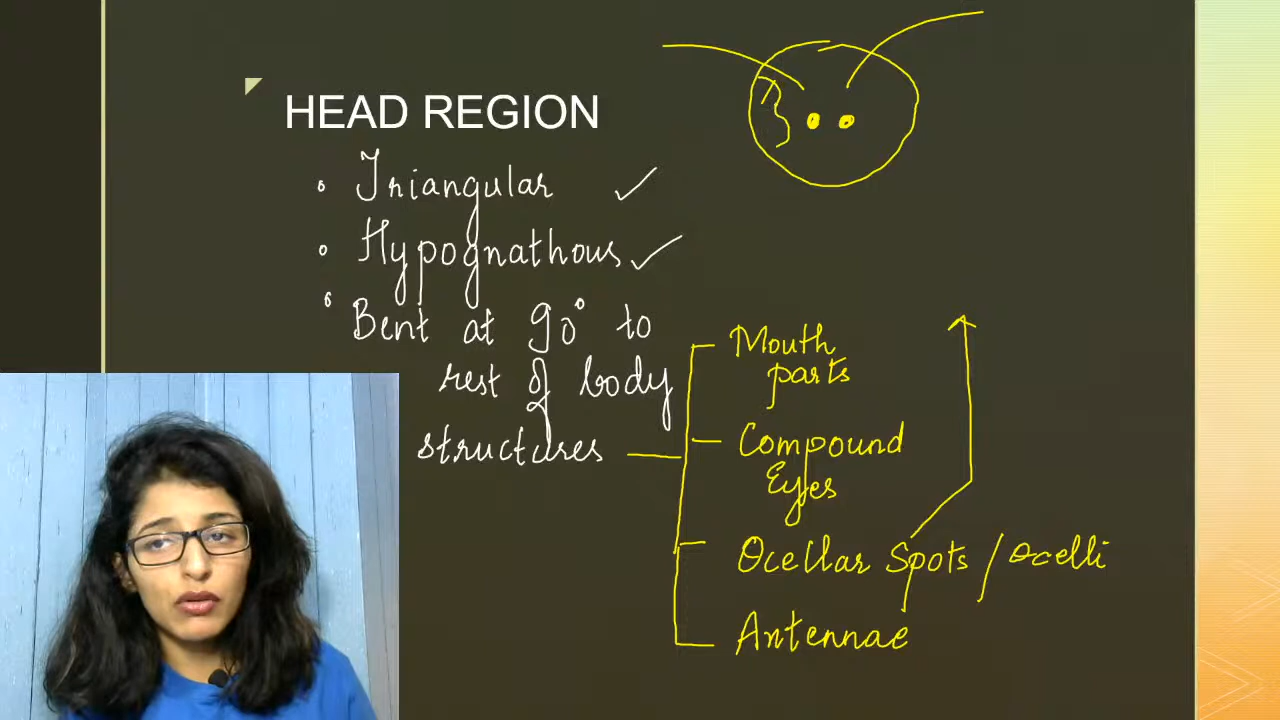 HEAD REGION
• Triangular ✓
• Hypognathous ✓
• Bent at 90° to
rest of body
structures
Mouth
parts
Compound
Eyes
Ocellar Spots / ocelli
Antennae